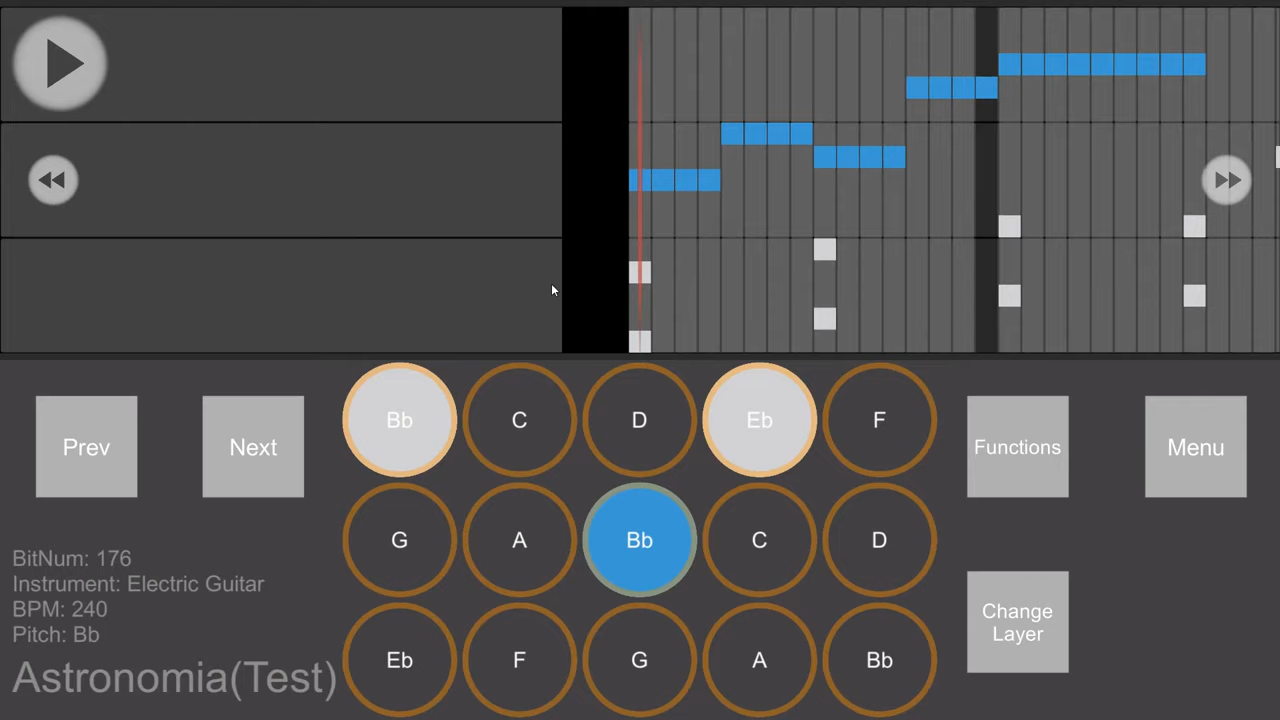 Prev
Next
Bb
C
D
Eb
F
Functions
Menu
G
A
Bb
C
D
BitNum: 176
Instrument: Electric Guitar
BPM: 240
Pitch: Bb
Astronomia(Test)
Eb
F
G
A
Bb
Change
Layer